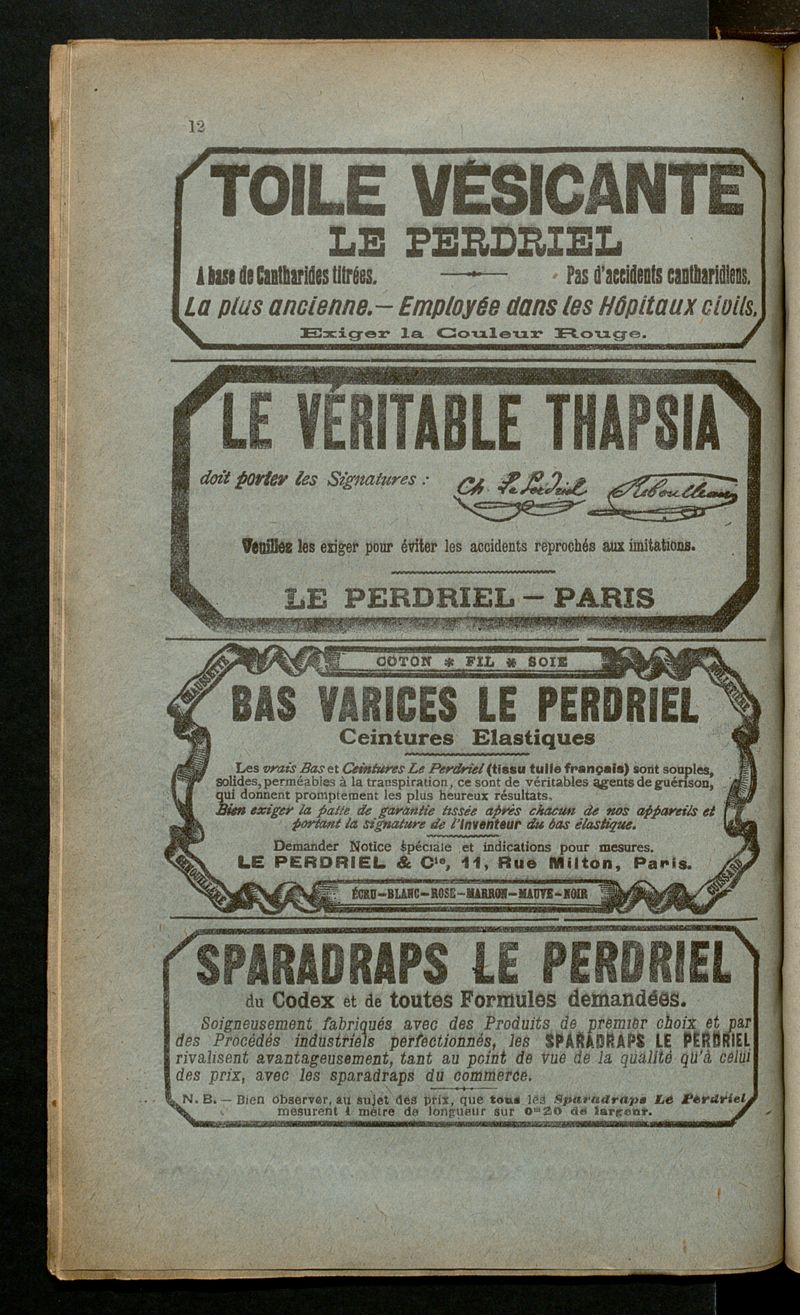 12
TOILE VÉSICANTE
LE PERDRIEL
A base de Cantharides titrées. Pas d'accidents cantharidiens.
La plus ancienne. — Employée dans les Hôpitaux civils.
Exiger la Couleur Rouge.
LE VÉRITABLE THAPSIA
doit porter les Signatures :
Ch. Le Perdriel Reboulleau
Veuillez les exiger pour éviter les accidents reprochés aux imitations.
LE PERDRIEL — PARIS
COTON * FIL * SOIE
CHAUSSETTE
MOLLETIÈRE
BAS VARICES LE PERDRIEL
Ceintures Elastiques
Les vrais Bas et Ceintures Le Perdriel (tissu tulle français) sont souples,
solides, perméables à la transpiration, ce sont de véritables agents de guérison,
qui donnent promptement les plus heureux résultats.
Bien exiger la patte de garantie tissée après chacun de nos appareils et
portant la signature de l'Inventeur du bas élastique.
Demander Notice spéciale et indications pour mesures.
LE PERDRIEL & Cie, 11, Rue Milton, Paris.
GENOUILLÈRE
CUISSARD
ÉCRU-BLANC-ROSE-MARRON-MAUVE-NOIR
SPARADRAPS LE PERDRIEL
du Codex et de toutes Formules demandées.
Soigneusement fabriqués avec des Produits de premier choix et par
des Procédés industriels perfectionnés, les SPARADRAPS LE PERDRIEL
rivalisent avantageusement, tant au point de vue de la qualité qu'à celui
des prix, avec les sparadraps du commerce.
N. B. — Bien observer, au sujet des prix, que tous les Sparadraps Le Perdriel
mesurent 1 mètre de longueur sur 0m20 de largeur.